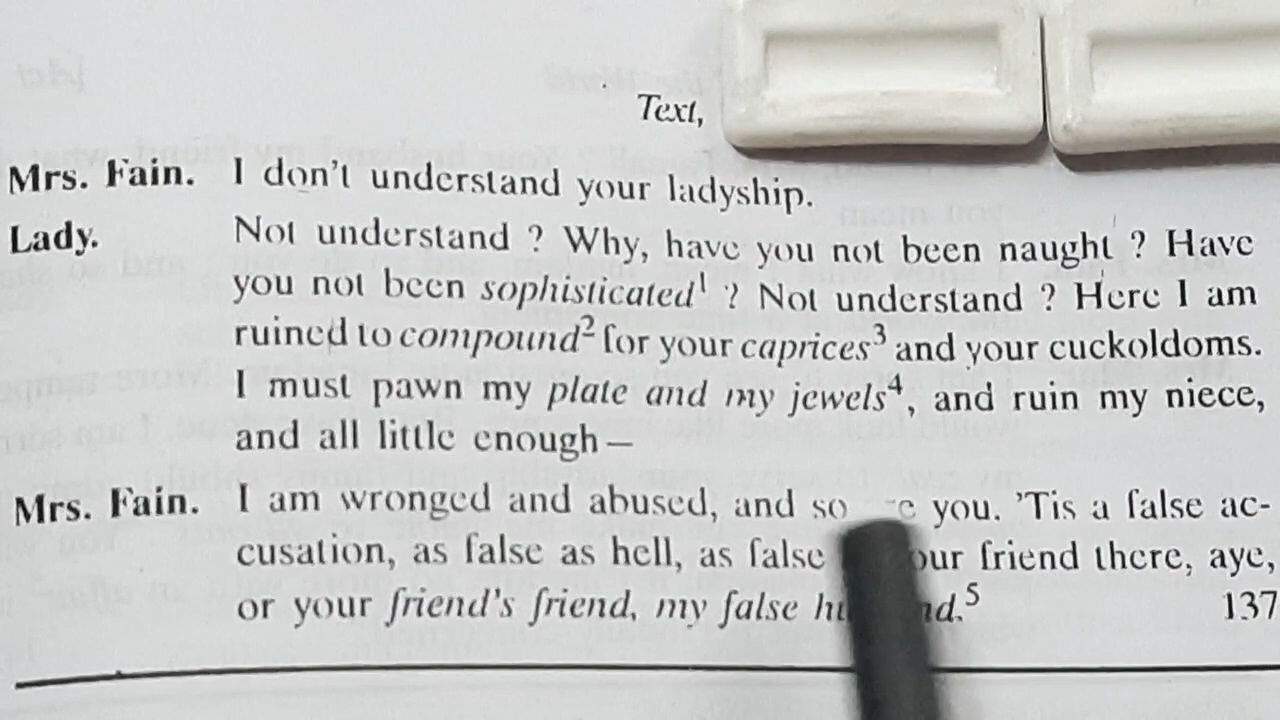 Text,
Mrs. Fain. I don't understand your ladyship.
Lady. Not understand ? Why, have you not been naught ? Have
you not been sophisticated¹ ? Not understand ? Here I am
ruined to compound² for your caprices³ and your cuckoldoms.
I must pawn my plate and my jewels⁴, and ruin my niece,
and all little enough—
Mrs. Fain. I am wronged and abused, and so you. 'Tis a false ac-
cusation, as false as hell, as false friend there, aye,
or your friend's friend, my false ⁵ 137